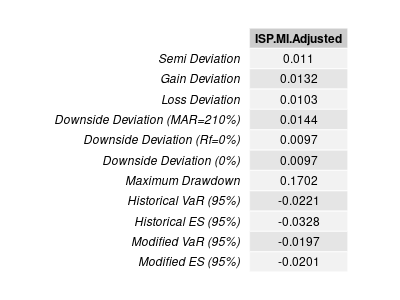 ISP.MI.Adjusted
Semi Deviation 0.011
Gain Deviation 0.0132
Loss Deviation 0.0103
Downside Deviation (MAR=210%) 0.0144
Downside Deviation (Rf=0%) 0.0097
Downside Deviation (0%) 0.0097
Maximum Drawdown 0.1702
Historical VaR (95%) -0.0221
Historical ES (95%) -0.0328
Modified VaR (95%) -0.0197
Modified ES (95%) -0.0201